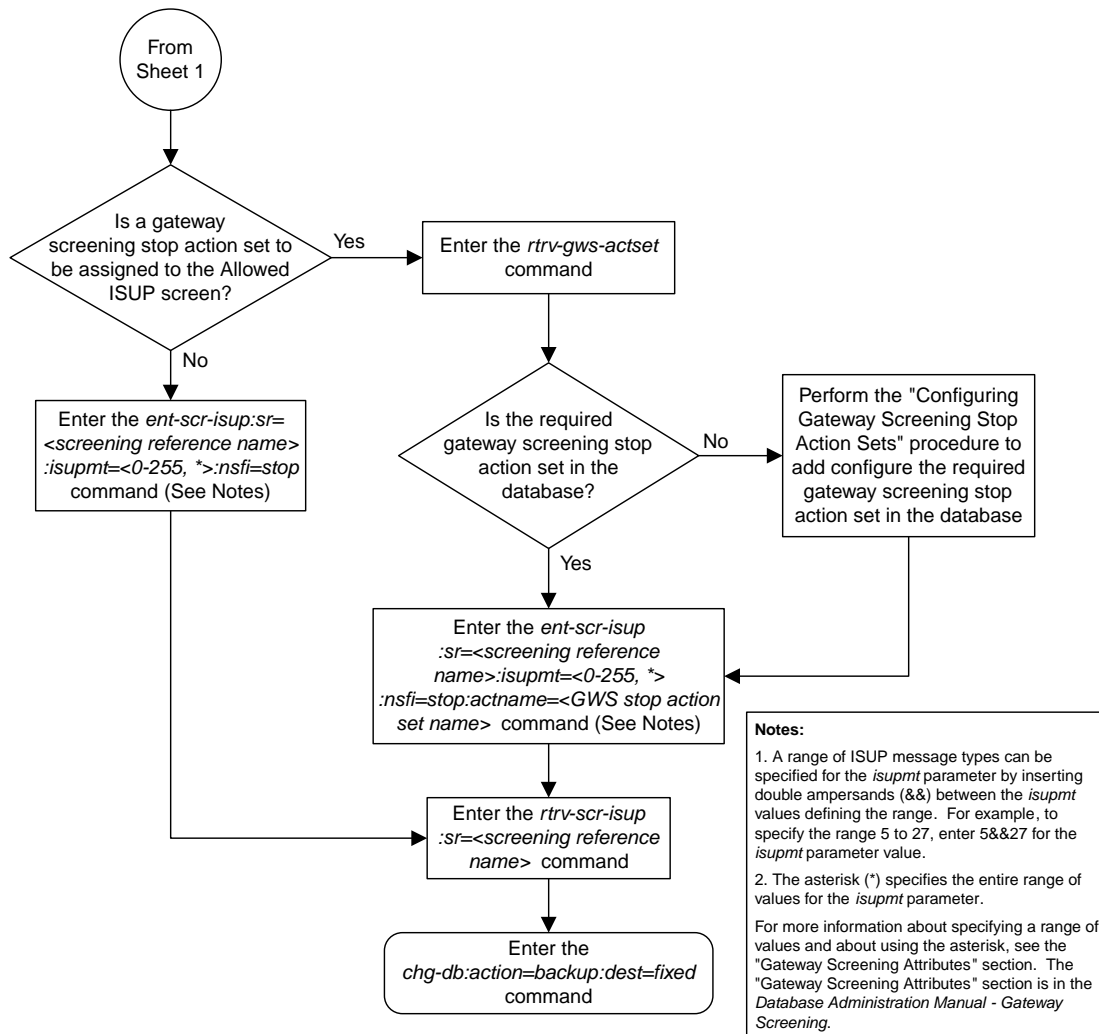 From
Sheet 1
Is a gateway
screening stop action set to
be assigned to the Allowed
ISUP screen?
Yes
Enter the rtrv-gws-actset
command
No
Enter the ent-scr-isup:sr=
<screening reference name>
:isupmt=<0-255, *>:nsfi=stop
command (See Notes)
Is the required
gateway screening stop
action set in the
database?
No
Perform the "Configuring
Gateway Screening Stop
Action Sets" procedure to
add configure the required
gateway screening stop
action set in the database
Yes
Enter the ent-scr-isup
:sr=<screening reference
name>:isupmt=<0-255, *>
:nsfi=stop:actname=<GWS stop action
set name> command (See Notes)
Enter the rtrv-scr-isup
:sr=<screening reference
name> command
Enter the
chg-db:action=backup:dest=fixed
command
Notes:
1. A range of ISUP message types can be
specified for the isupmt parameter by inserting
double ampersands (&&) between the isupmt
values defining the range. For example, to
specify the range 5 to 27, enter 5&&27 for the
isupmt parameter value.
2. The asterisk (*) specifies the entire range of
values for the isupmt parameter.
For more information about specifying a range of
values and about using the asterisk, see the
"Gateway Screening Attributes" section. The
"Gateway Screening Attributes" section is in the
Database Administration Manual - Gateway
Screening.